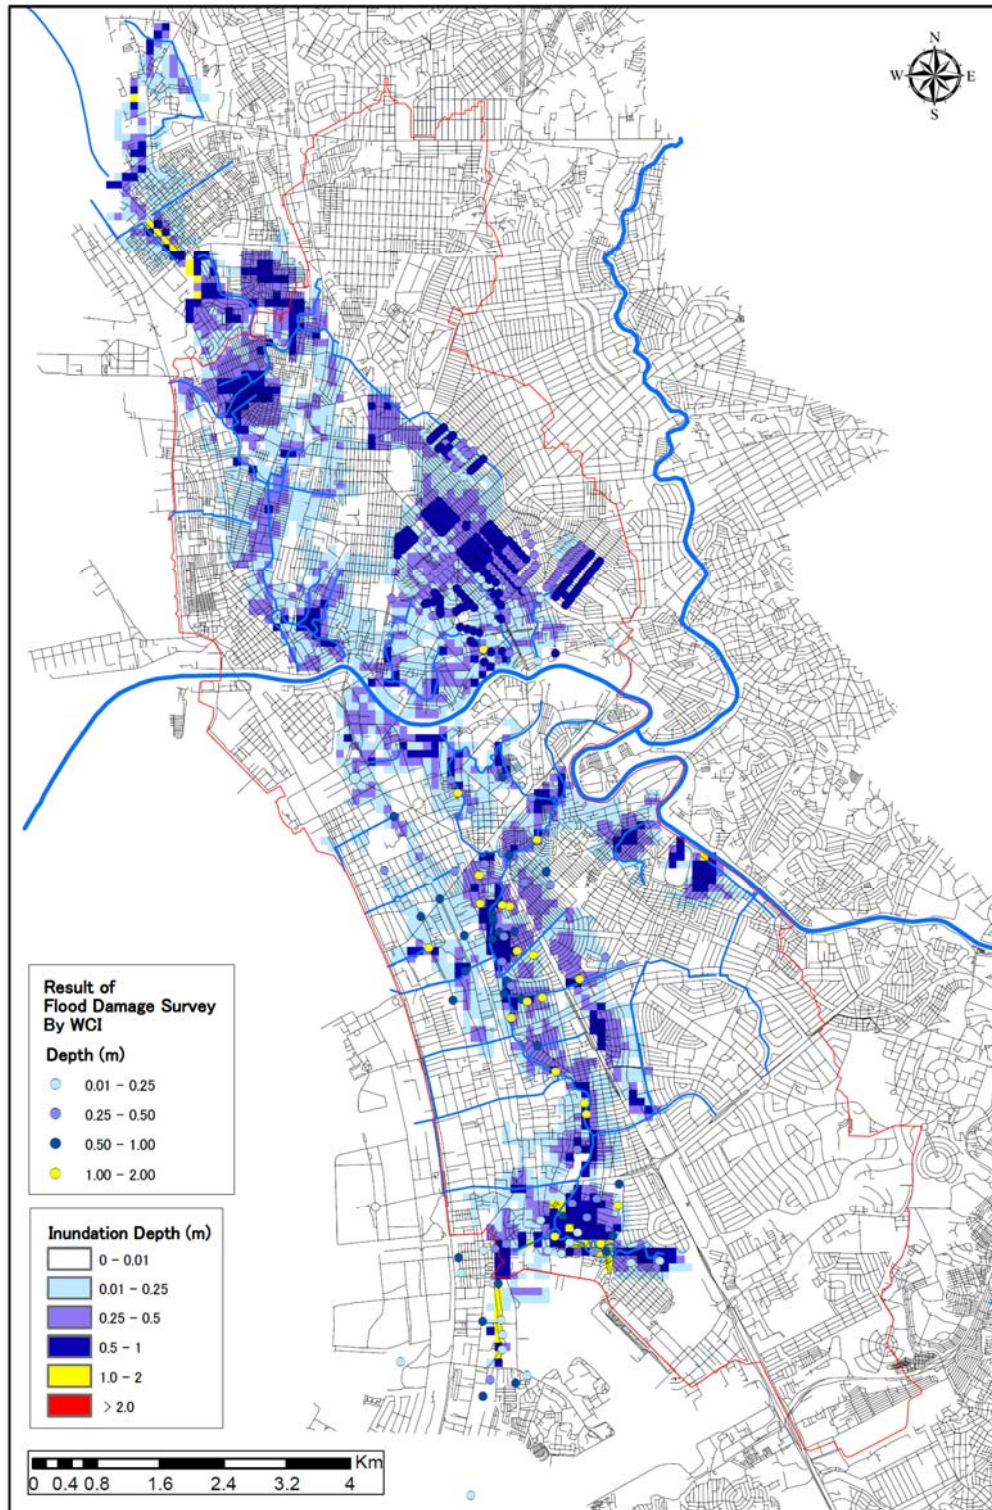 N
W E
S
Result of
Flood Damage Survey
By WCI
Depth (m)
0.01 - 0.25
0.25 - 0.50
0.50 - 1.00
1.00 - 2.00
Inundation Depth (m)
0 - 0.01
0.01 - 0.25
0.25 - 0.5
0.5 - 1
1.0 - 2
> 2.0
Km
0 0.4 0.8 1.6 2.4 3.2 4